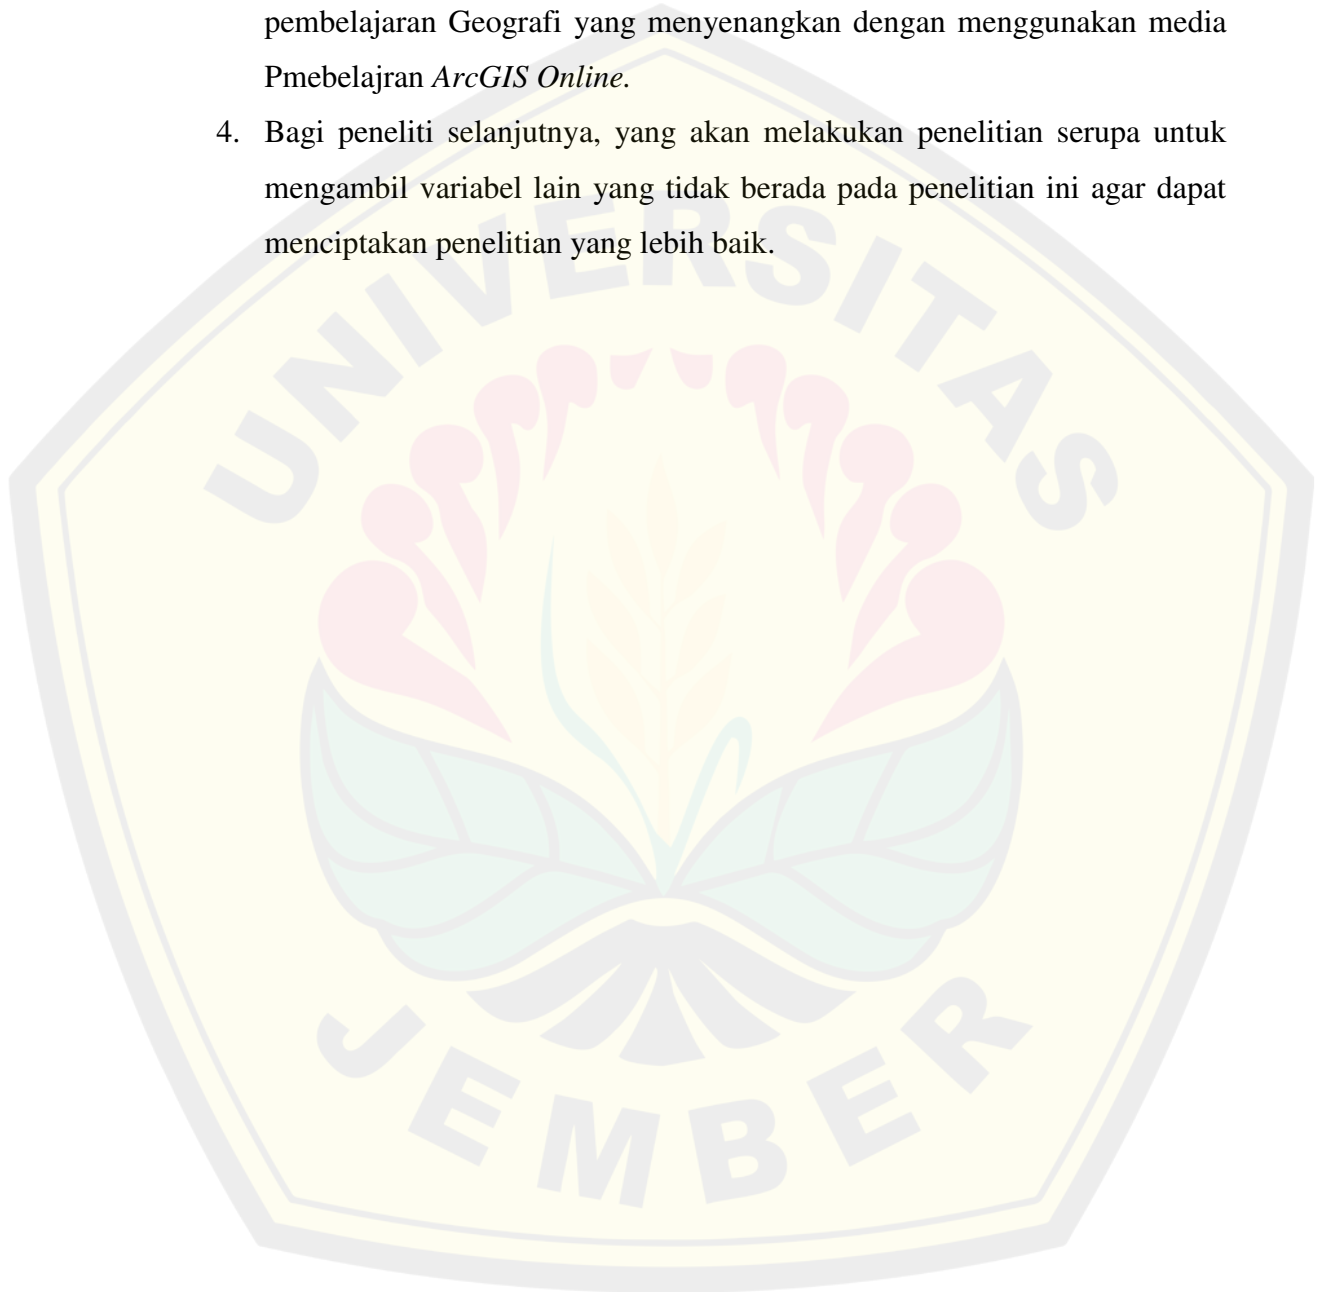 pembelajaran Geografi yang menyenangkan dengan menggunakan media
Pmebelajran ArcGIS Online.
4. Bagi peneliti selanjutnya, yang akan melakukan penelitian serupa untuk
mengambil variabel lain yang tidak berada pada penelitian ini agar dapat
menciptakan penelitian yang lebih baik.
UNIVERSITAS
JEMBER